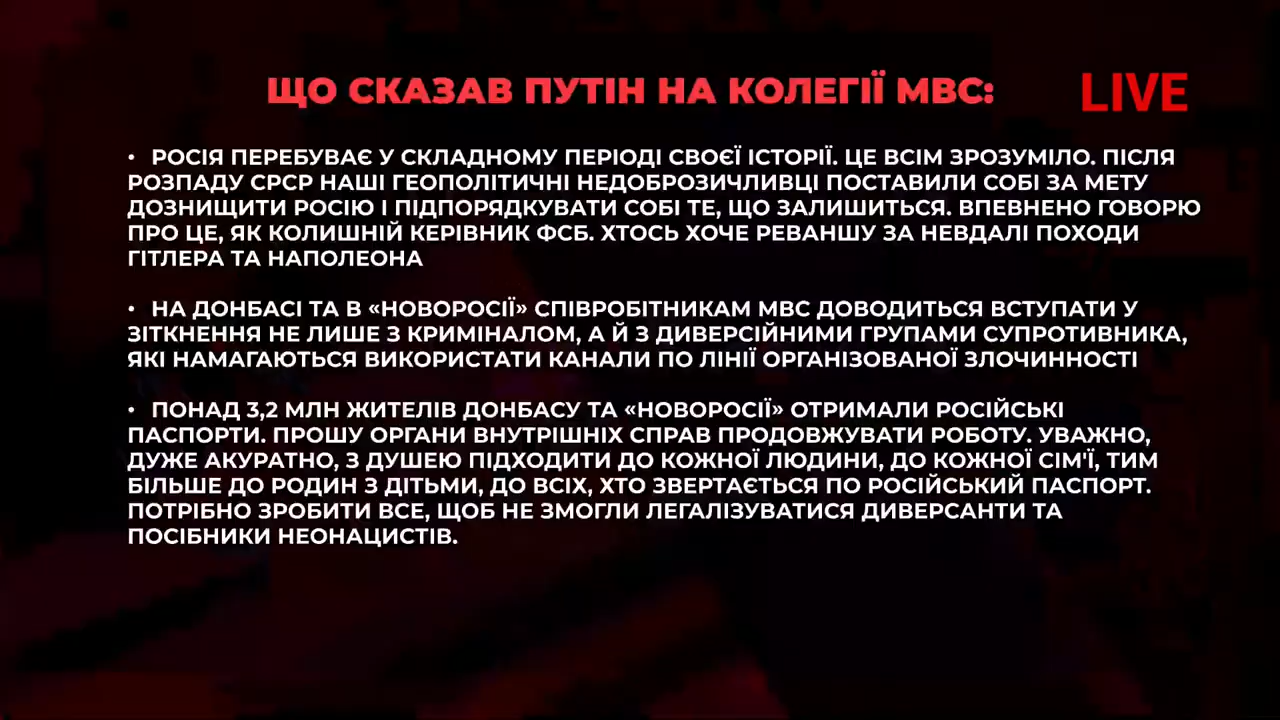 ЩО СКАЗАВ ПУТІН НА КОЛЕГІЇ МВС:
LIVE
• РОСІЯ ПЕРЕБУВАЄ У СКЛАДНОМУ ПЕРІОДІ СВОЄЇ ІСТОРІЇ. ЦЕ ВСІМ ЗРОЗУМІЛО. ПІСЛЯ
РОЗПАДУ СРСР НАШІ ГЕОПОЛІТИЧНІ НЕДОБРОЗИЧЛИВЦІ ПОСТАВИЛИ СОБІ ЗА МЕТУ
ДОЗНИЩИТИ РОСІЮ І ПІДПОРЯДКУВАТИ СОБІ ТЕ, ЩО ЗАЛИШИТЬСЯ. ВПЕВНЕНО ГОВОРЮ
ПРО ЦЕ, ЯК КОЛИШНІЙ КЕРІВНИК ФСБ. ХТОСЬ ХОЧЕ РЕВАНШУ ЗА НЕВДАЛІ ПОХОДИ
ГІТЛЕРА ТА НАПОЛЕОНА
• НА ДОНБАСІ ТА В «НОВОРОСІЇ» СПІВРОБІТНИКАМ МВС ДОВОДИТЬСЯ ВСТУПАТИ У
ЗІТКНЕННЯ НЕ ЛИШЕ З КРИМІНАЛОМ, А Й З ДИВЕРСІЙНИМИ ГРУПАМИ СУПРОТИВНИКА,
ЯКІ НАМАГАЮТЬСЯ ВИКОРИСТАТИ КАНАЛИ ПО ЛІНІЇ ОРГАНІЗОВАНОЇ ЗЛОЧИННОСТІ
• ПОНАД 3,2 МЛН ЖИТЕЛІВ ДОНБАСУ ТА «НОВОРОСІЇ» ОТРИМАЛИ РОСІЙСЬКІ
ПАСПОРТИ. ПРОШУ ОРГАНИ ВНУТРІШНІХ СПРАВ ПРОДОВЖУВАТИ РОБОТУ. УВАЖНО,
ДУЖЕ АКУРАТНО, З ДУШЕЮ ПІДХОДИТИ ДО КОЖНОЇ ЛЮДИНИ, ДО КОЖНОЇ СІМ'Ї, ТИМ
БІЛЬШЕ ДО РОДИН З ДІТЬМИ, ДО ВСІХ, ХТО ЗВЕРТАЄТЬСЯ ПО РОСІЙСЬКИЙ ПАСПОРТ.
ПОТРІБНО ЗРОБИТИ ВСЕ, ЩОБ НЕ ЗМОГЛИ ЛЕГАЛІЗУВАТИСЯ ДИВЕРСАНТИ ТА
ПОСІБНИКИ НЕОНАЦИСТІВ.